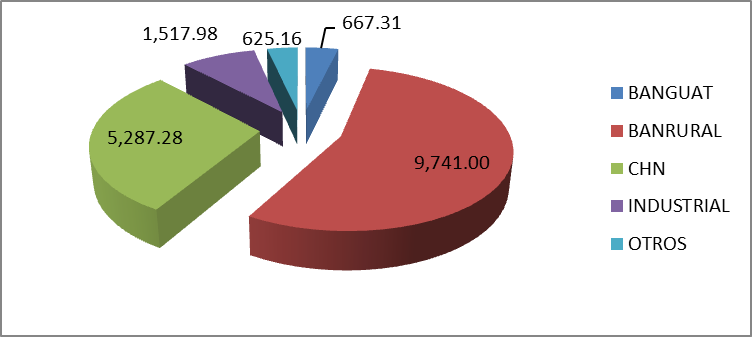 667.31
625.16
1,517.98
5,287.28
9,741.00
BANGUAT
BANRURAL
CHN
INDUSTRIAL
OTROS